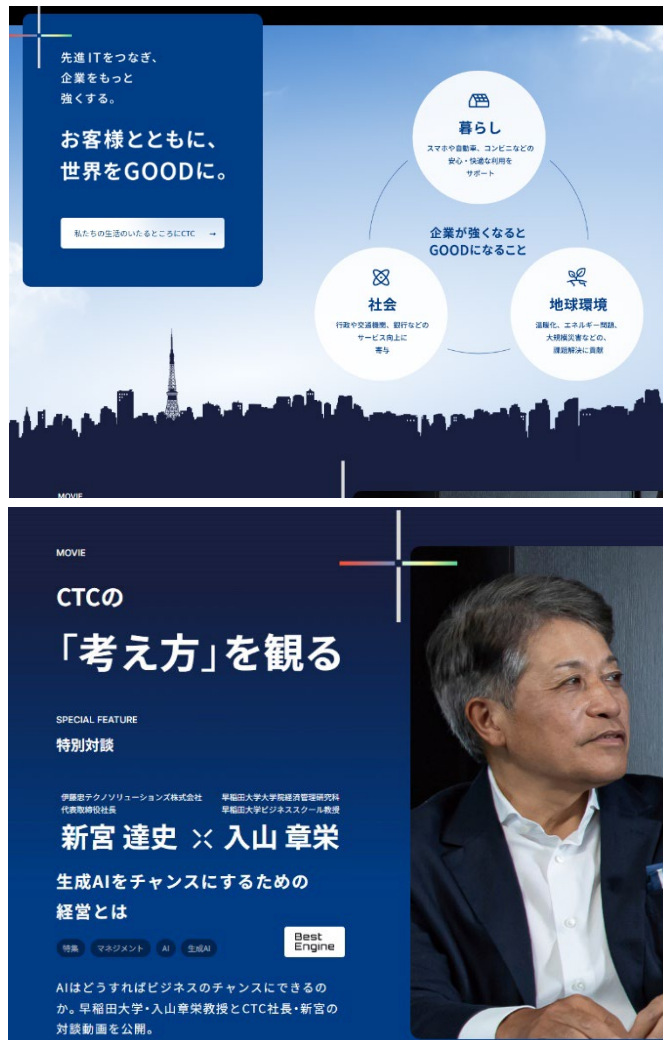 先進ITをつなぎ、
企業をもっと
強くする。
お客様とともに、
世界をGOODに。
私たちの生活のいたるところにCTC →
暮らし
スマホや自動車、コンビニなどの
安心・快適な利用を
サポート
企業が強くなると
GOODになること
社会
行政や交通機関、銀行などの
サービス向上に
寄与
地球環境
温暖化、エネルギー問題、
大規模災害などの、
課題解決に貢献
MOVIE
MOVIE
CTCの
「考え方」を観る
SPECIAL FEATURE
特別対談
伊藤忠テクノソリューションズ株式会社
代表取締役社長
早稲田大学大学院経済管理研究科
早稲田大学ビジネススクール教授
新宮 達史 × 入山 章栄
生成AIをチャンスにするための
経営とは
特集 マネジメント AI 生成AI
Best
Engine
AIはどうすればビジネスのチャンスにできるの
か。早稲田大学・入山章栄教授とCTC社長・新宮の
対談動画を公開。